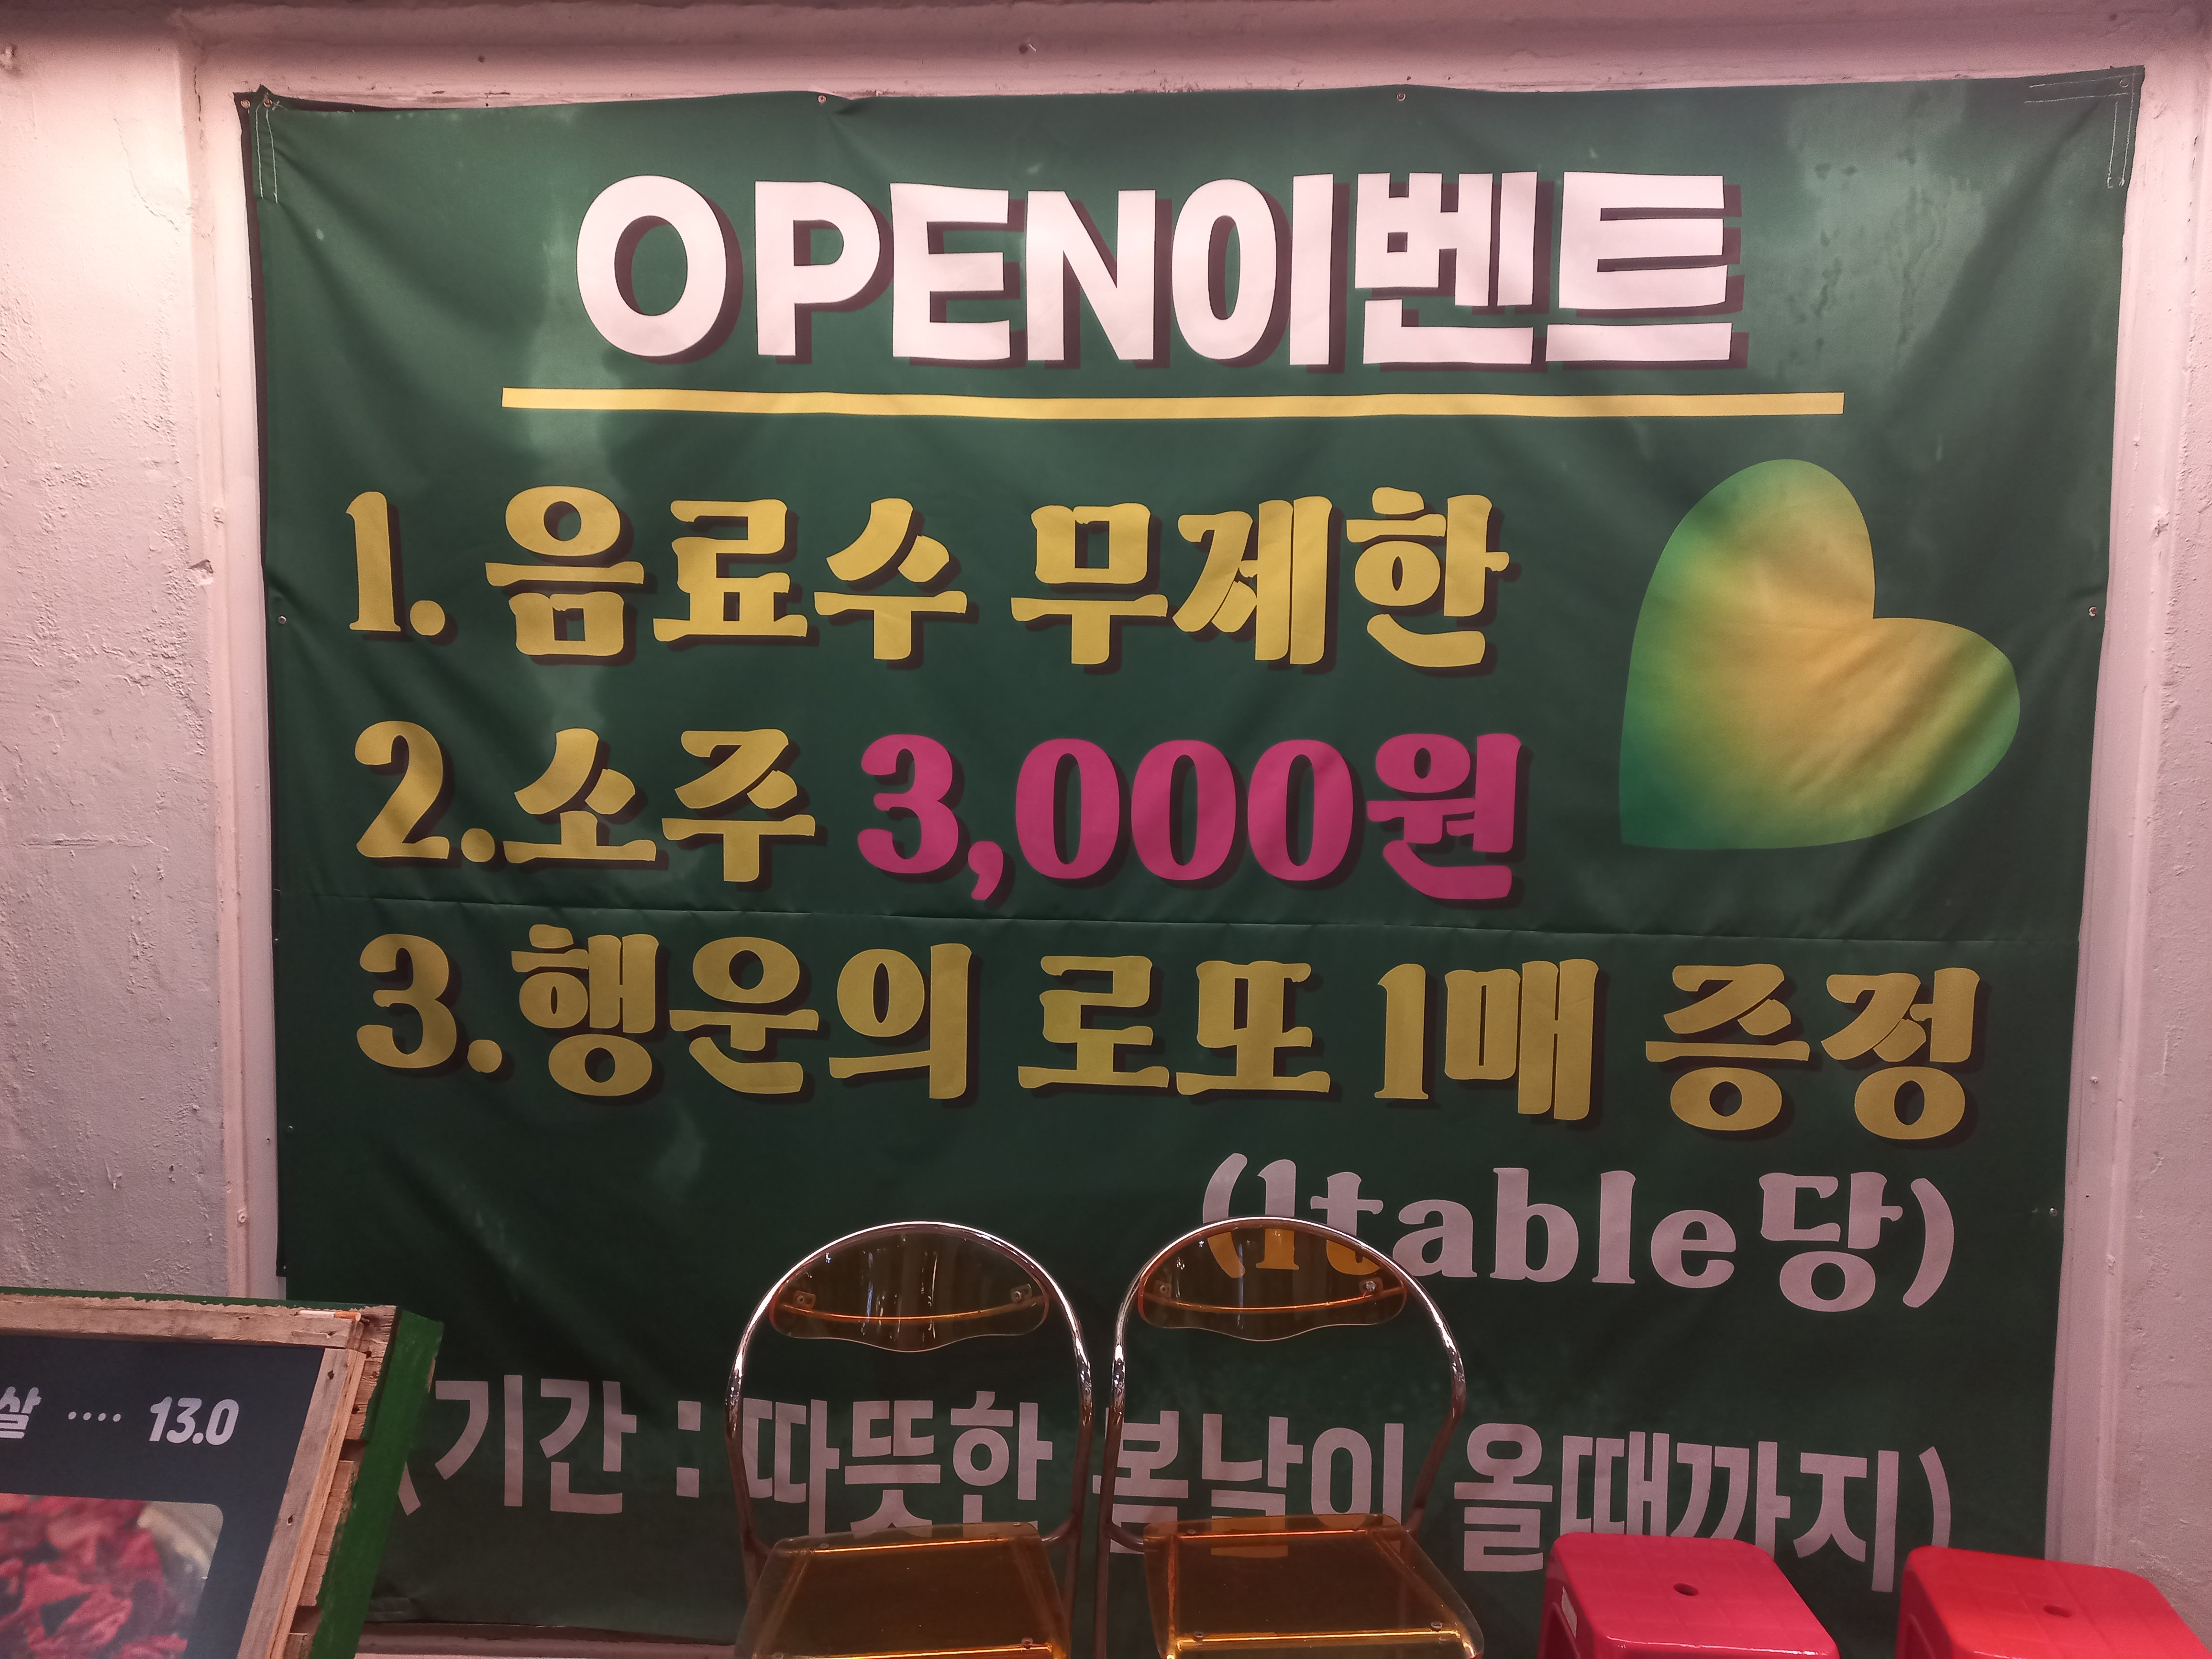 OPEN이벤트
1. 음료수 무제한
2.소주 3,000원
3.행운의 로또 1매 증정
(1table당)
(기간 : 따뜻한 봄날이 올때까지)
살 ···· 13.0